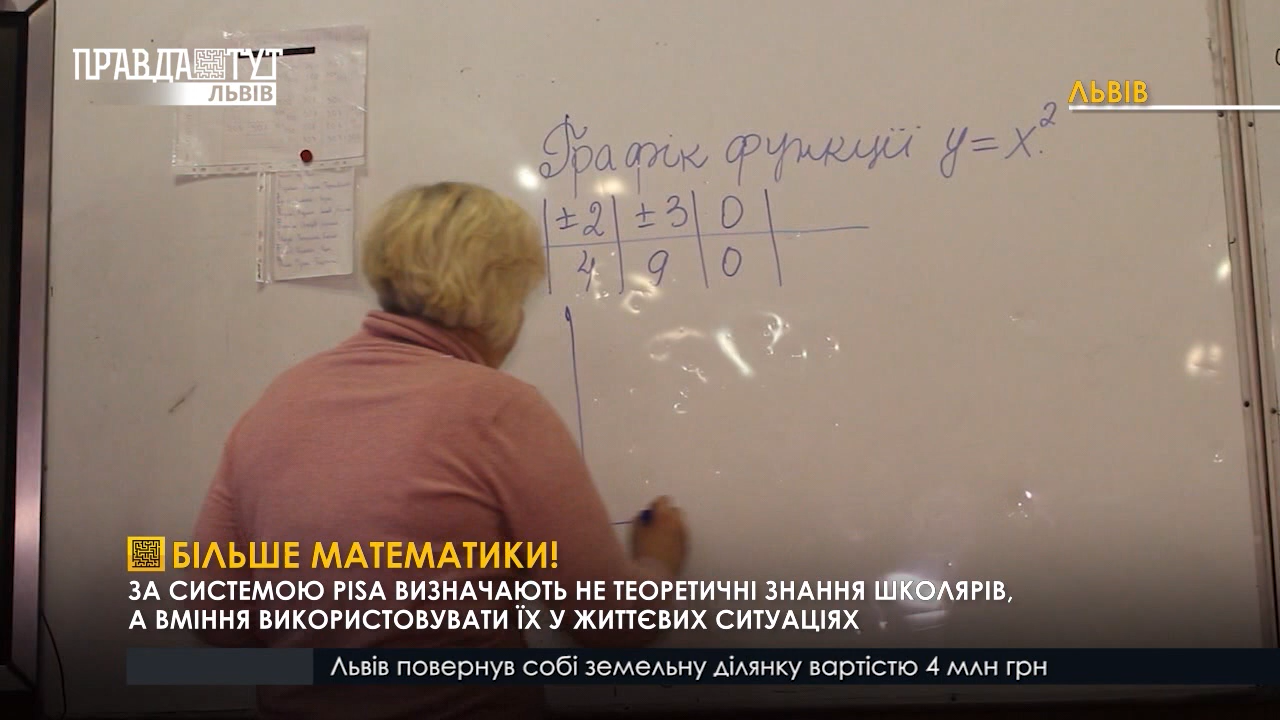 ПРАВДА ТУТ
ЛЬВІВ
ЛЬВІВ
Графік функції y = x².
±2 ±3 0
4 9 0
БІЛЬШЕ МАТЕМАТИКИ!
ЗА СИСТЕМОЮ PISA ВИЗНАЧАЮТЬ НЕ ТЕОРЕТИЧНІ ЗНАННЯ ШКОЛЯРІВ,
А ВМІННЯ ВИКОРИСТОВУВАТИ ЇХ У ЖИТТЄВИХ СИТУАЦІЯХ
Львів повернув собі земельну ділянку вартістю 4 млн грн